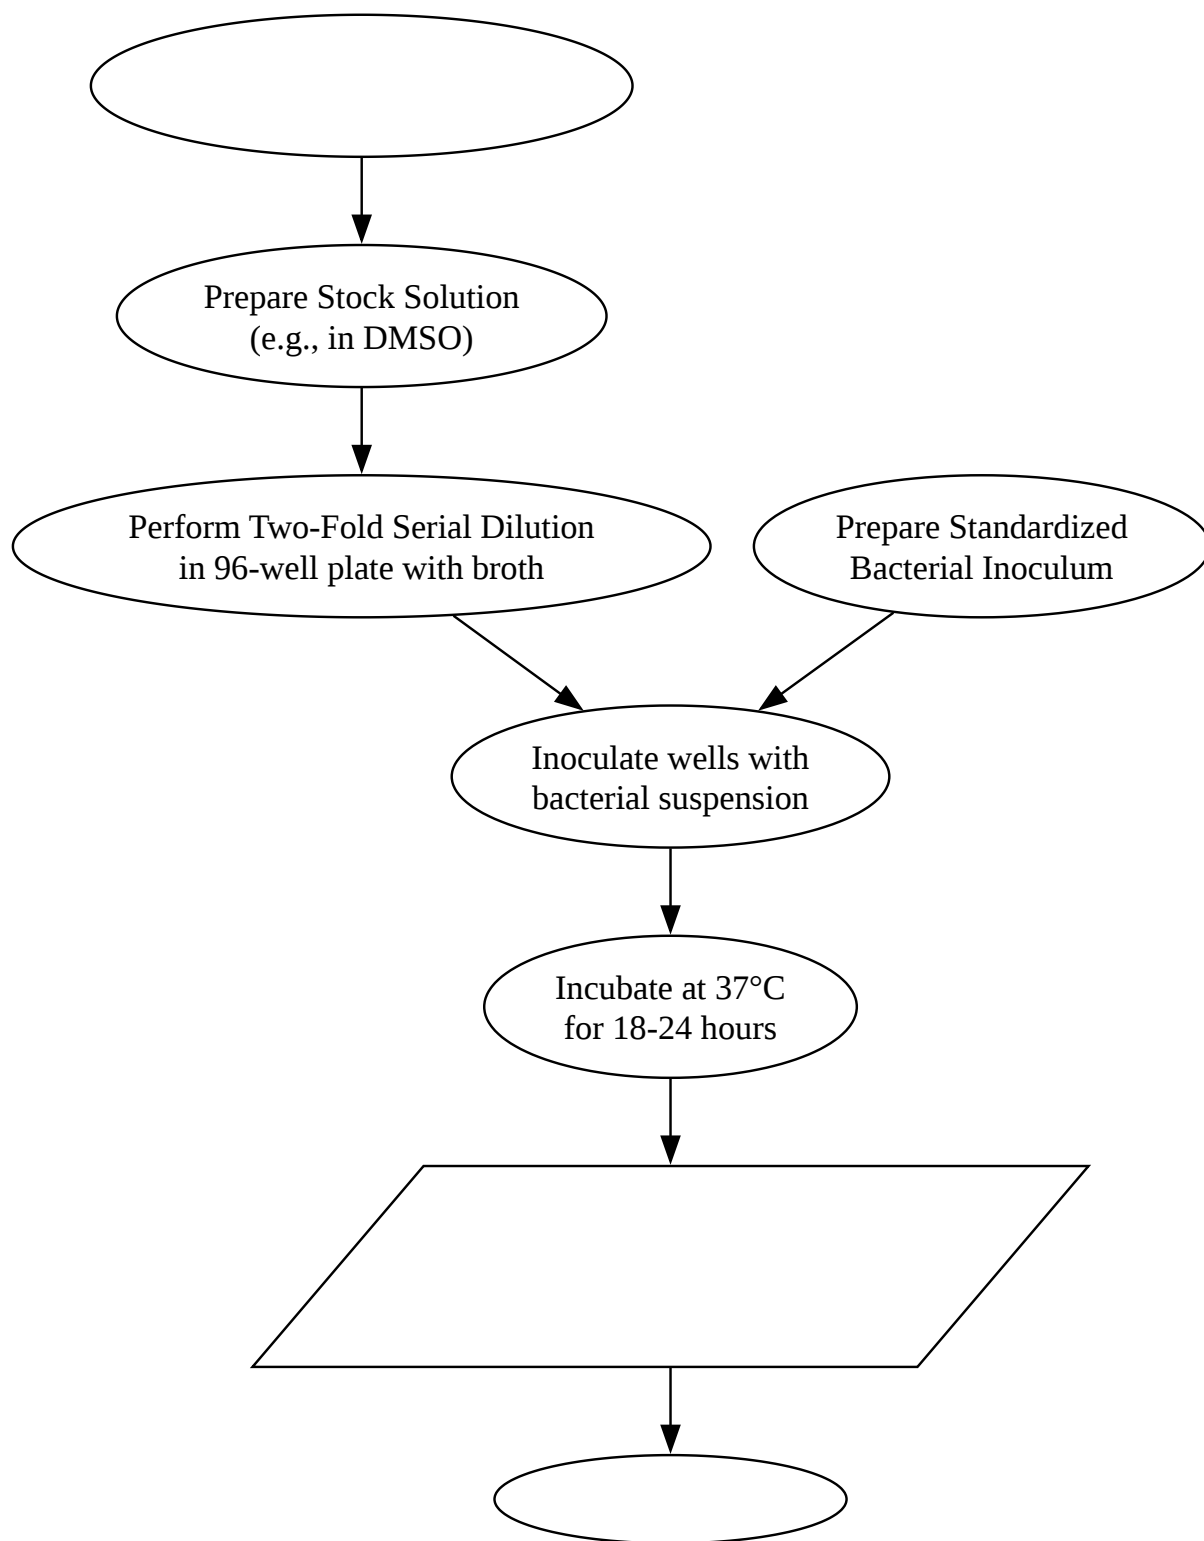 Prepare Stock Solution
(e.g., in DMSO)
Perform Two-Fold Serial Dilution
in 96-well plate with broth
Prepare Standardized
Bacterial Inoculum
Inoculate wells with
bacterial suspension
Incubate at 37°C
for 18-24 hours